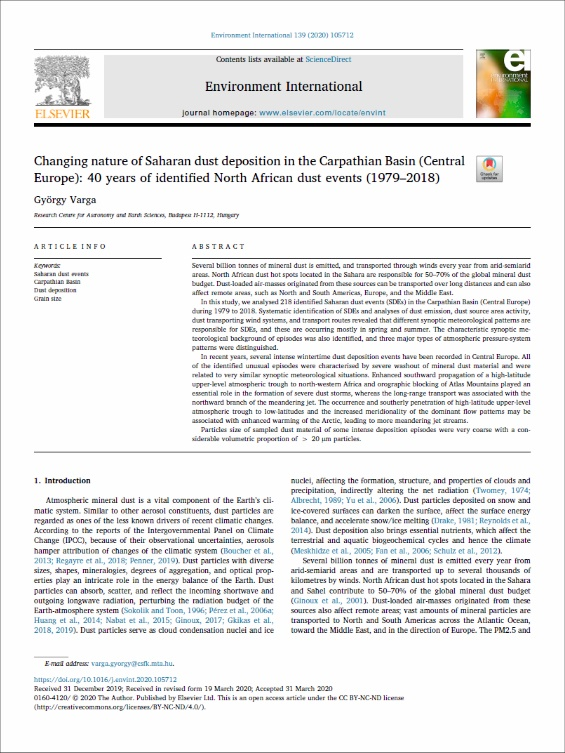 Environment International 139 (2020) 105712
Contents lists available at ScienceDirect
Environment International
journal homepage: www.elsevier.com/locate/envint
ELSEVIER
Changing nature of Saharan dust deposition in the Carpathian Basin (Central
Europe): 40 years of identified North African dust events (1979–2018)
Check for
updates
György Varga
Research Centre for Astronomy and Earth Sciences, Budapest H-1112, Hungary
ARTICLE INFO
Keywords:
Saharan dust events
Carpathian Basin
Dust deposition
Grain size
ABSTRACT
Several billion tonnes of mineral dust is emitted, and transported through winds every year from arid-semiarid
areas. North African dust hot spots located in the Sahara are responsible for 50–70% of the global mineral dust
budget. Dust-loaded air-masses originated from these sources can be transported over long distances and can also
affect remote areas, such as North and South Americas, Europe, and the Middle East.
In this study, we analysed 218 identified Saharan dust events (SDEs) in the Carpathian Basin (Central Europe)
during 1979 to 2018. Systematic identification of SDEs and analyses of dust emission, dust source area activity,
dust transporting wind systems, and transport routes revealed that different synoptic meteorological patterns are
responsible for SDEs, and these are occurring mostly in spring and summer. The characteristic synoptic me-
teorological background of episodes was also identified, and three major types of atmospheric pressure-system
patterns were distinguished.
In recent years, several intense wintertime dust deposition events have been recorded in Central Europe. All
of the identified unusual episodes were characterised by severe washout of mineral dust material and were
related to very similar synoptic meteorological situations. Enhanced southward propagation of a high-latitude
upper-level atmospheric trough to north-western Africa and orographic blocking of Atlas Mountains played an
essential role in the formation of severe dust storms, whereas the long-range transport was associated with the
northward branch of the meandering jet. The occurrence and southerly penetration of high-latitude upper-level
atmospheric trough to low-latitudes and the increased meridionality of the dominant flow patterns may be
associated with enhanced warming of the Arctic, leading to more meandering jet streams.
Particles size of sampled dust material of some intense deposition episodes were very coarse with a con-
siderable volumetric proportion of > 20 μm particles.
1. Introduction
Atmospheric mineral dust is a vital component of the Earth's cli-
matic system. Similar to other aerosol constituents, dust particles are
regarded as ones of the less known drivers of recent climatic changes.
According to the reports of the Intergovernmental Panel on Climate
Change (IPCC), because of their observational uncertainties, aerosols
hamper attribution of changes of the climatic system (Boucher et al.,
2013; Regayre et al., 2018; Penner, 2019). Dust particles with diverse
sizes, shapes, mineralogies, degrees of aggregation, and optical prop-
erties play an intricate role in the energy balance of the Earth. Dust
particles can absorb, scatter, and reflect the incoming shortwave and
outgoing longwave radiation, perturbing the radiation budget of the
Earth-atmosphere system (Sokolik and Toon, 1996; Pérez et al., 2006a;
Huang et al., 2014; Nabat et al., 2015; Ginoux, 2017; Gkikas et al.,
2018, 2019). Dust particles serve as cloud condensation nuclei and ice
nuclei, affecting the formation, structure, and properties of clouds and
precipitation, indirectly altering the net radiation (Twomey, 1974;
Albrecht, 1989; Yu et al., 2006). Dust particles deposited on snow and
ice-covered surfaces can darken the surface, affect the surface energy
balance, and accelerate snow/ice melting (Drake, 1981; Reynolds et al.,
2014). Dust deposition also brings essential nutrients, which affect the
terrestrial and aquatic biogeochemical cycles and hence the climate
(Meskhidze et al., 2005; Fan et al., 2006; Schulz et al., 2012).
Several billion tonnes of mineral dust is emitted every year from
arid-semiarid areas and are transported up to several thousands of
kilometres by winds. North African dust hot spots located in the Sahara
and Sahel contribute to 50–70% of the global mineral dust budget
(Ginoux et al., 2001). Dust-loaded air-masses originated from these
sources also affect remote areas; vast amounts of mineral particles are
transported to North and South Americas across the Atlantic Ocean,
toward the Middle East, and in the direction of Europe. The PM2.5 and
E-mail address: varga.gyorgy@csfk.mta.hu.
https://doi.org/10.1016/j.envint.2020.105712
Received 31 December 2019; Received in revised form 19 March 2020; Accepted 31 March 2020
0160-4120/ © 2020 The Author. Published by Elsevier Ltd. This is an open access article under the CC BY-NC-ND license
(http://creativecommons.org/licenses/BY-NC-ND/4.0/).